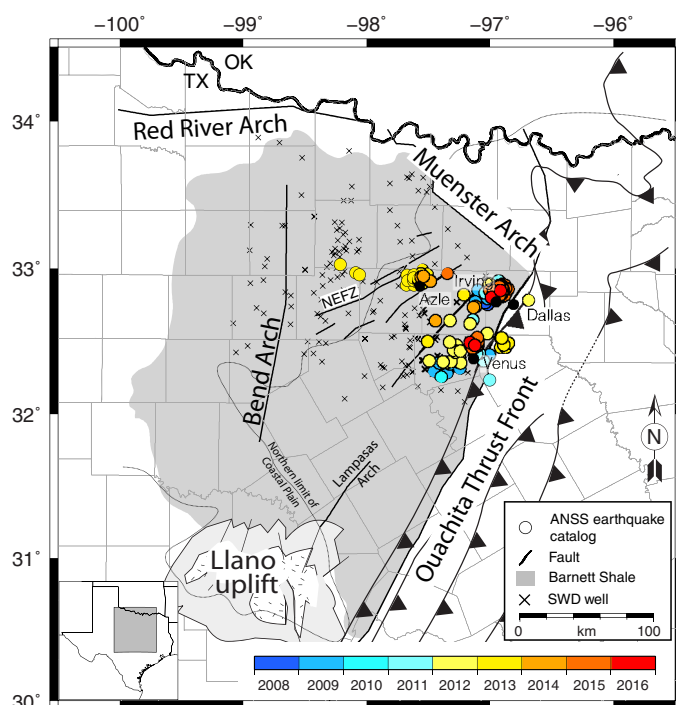 −100° −99° −98° −97° −96°
OK
TX
34°
Red River Arch
Muenster Arch
33°
NEFZ
Azle
Irving
Dallas
Venus
Bend Arch
32°
Ouachita Thrust Front
Northern limit of
Coastal Plain
Lampasas
Arch
N
31°
Llano
uplift
ANSS earthquake
catalog
Fault
Barnett Shale
SWD well
0 km 100
2008 2009 2010 2011 2012 2013 2014 2015 2016
30°